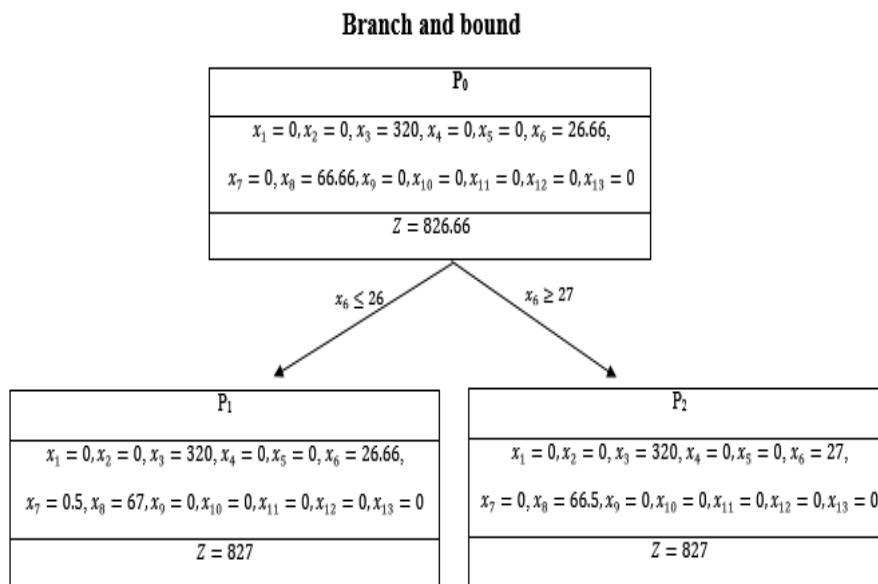 Branch and bound
P₀
x₁ = 0, x₂ = 0, x₃ = 320, x₄ = 0, x₅ = 0, x₆ = 26.66,
x₇ = 0, x₈ = 66.66, x₉ = 0, x₁₀ = 0, x₁₁ = 0, x₁₂ = 0, x₁₃ = 0
Z = 826.66
x₆ ≤ 26
x₆ ≥ 27
P₁
x₁ = 0, x₂ = 0, x₃ = 320, x₄ = 0, x₅ = 0, x₆ = 26.66,
x₇ = 0.5, x₈ = 67, x₉ = 0, x₁₀ = 0, x₁₁ = 0, x₁₂ = 0, x₁₃ = 0
Z = 827
P₂
x₁ = 0, x₂ = 0, x₃ = 320, x₄ = 0, x₅ = 0, x₆ = 27,
x₇ = 0, x₈ = 66.5, x₉ = 0, x₁₀ = 0, x₁₁ = 0, x₁₂ = 0, x₁₃ = 0
Z = 827